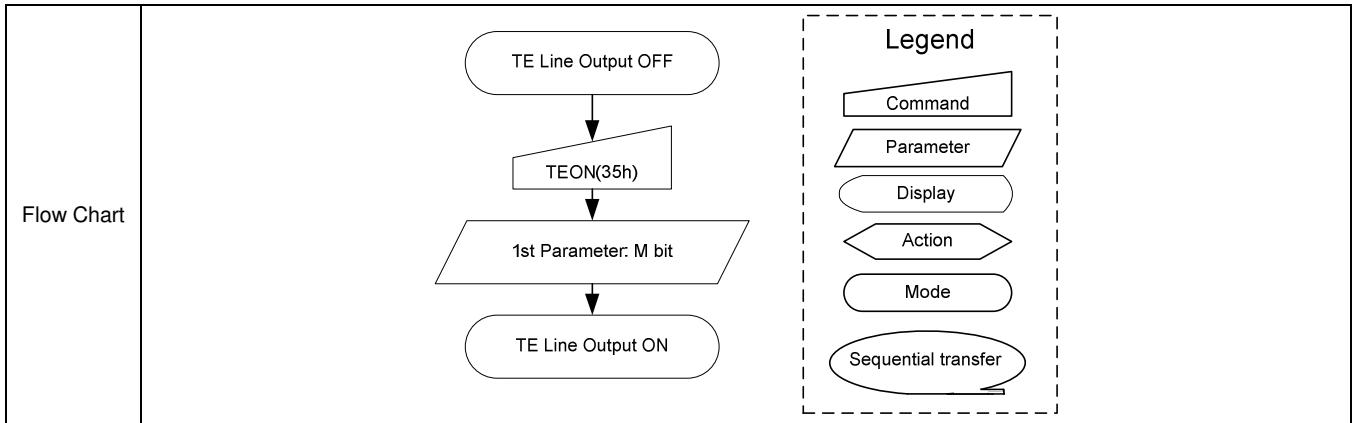 Flow Chart
TE Line Output OFF
TEON(35h)
1st Parameter: M bit
TE Line Output ON
Legend
Command
Parameter
Display
Action
Mode
Sequential transfer